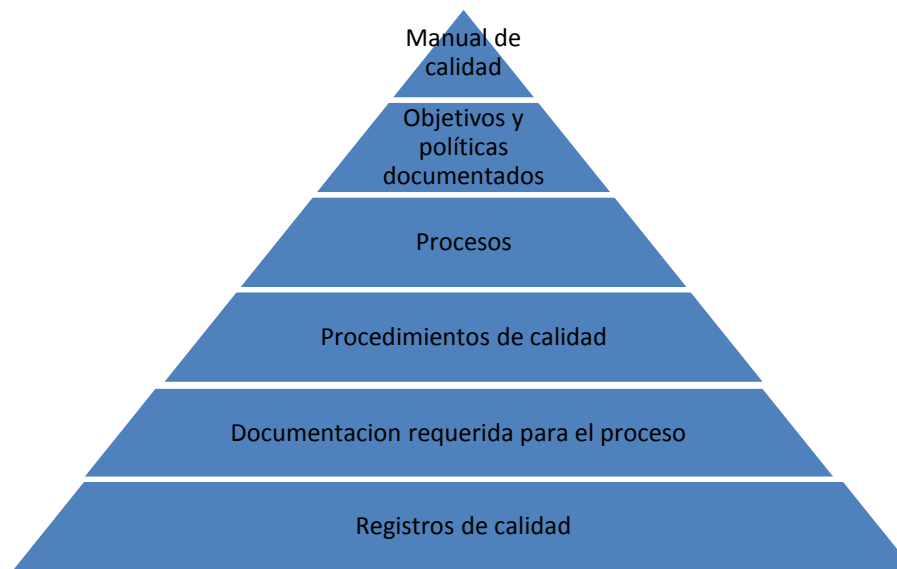 Manual de
calidad
Objetivos y
políticas
documentados
Procesos
Procedimientos de calidad
Documentacion requerida para el proceso
Registros de calidad